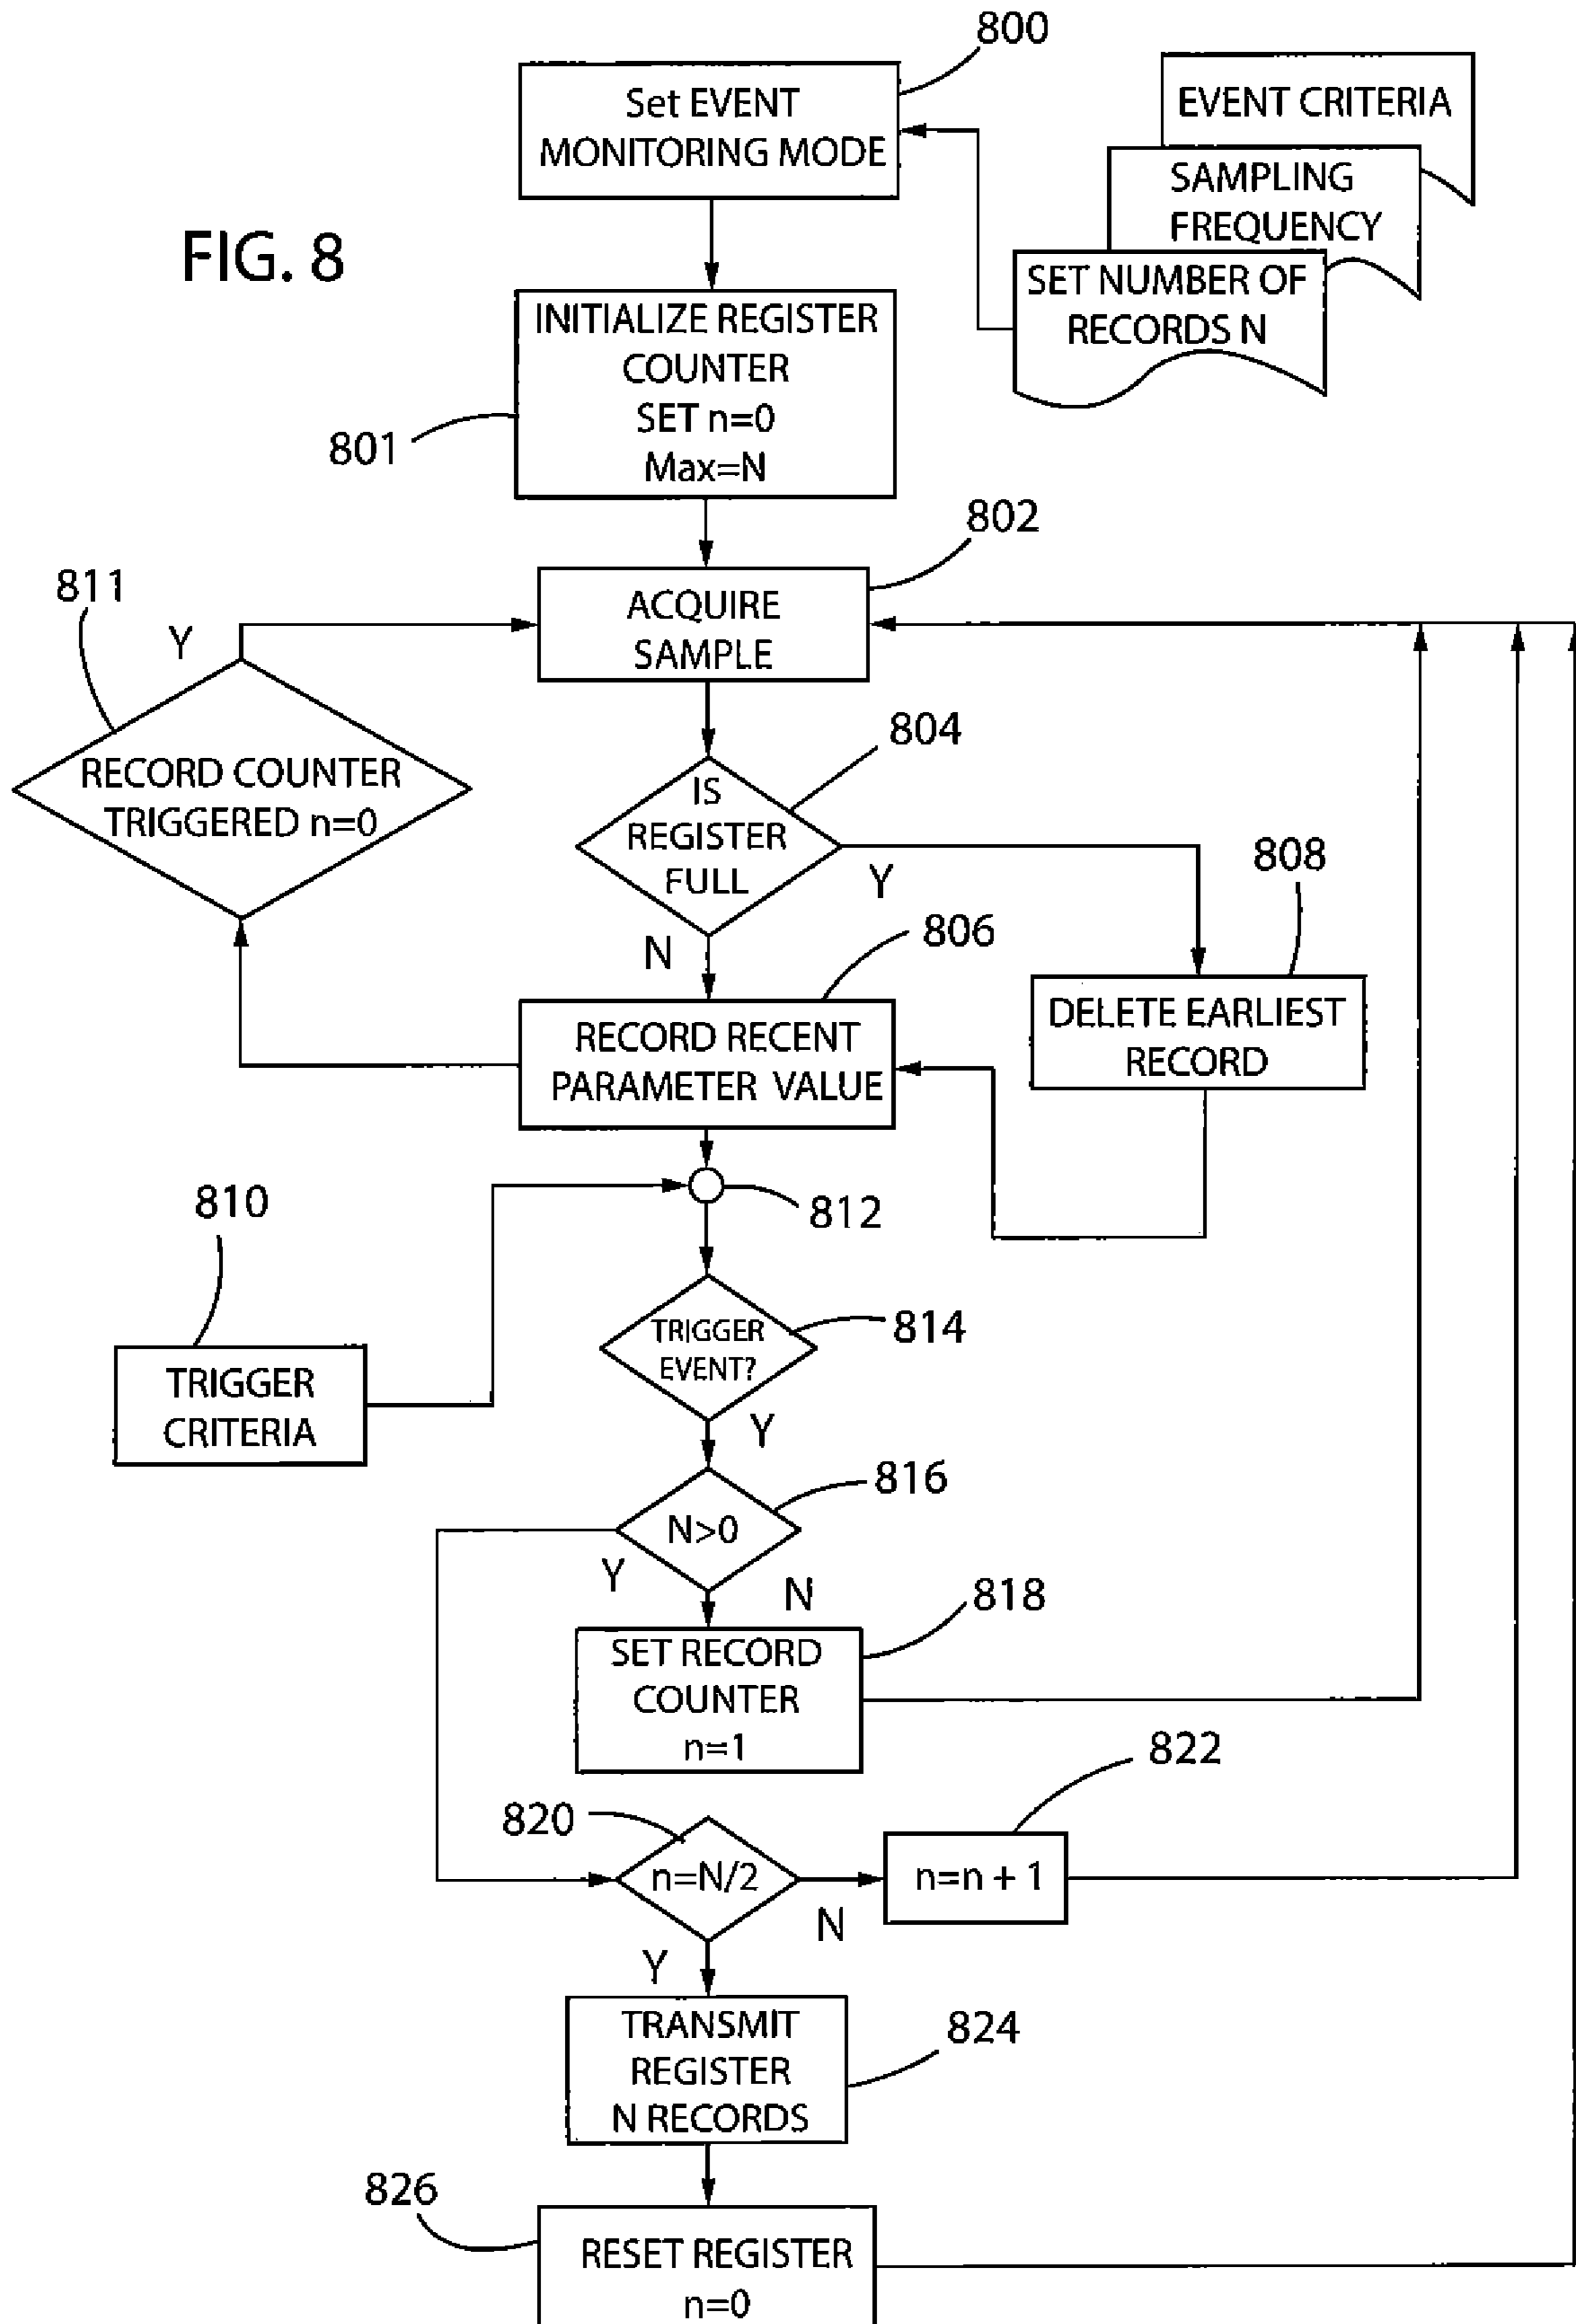 800
Set EVENT
MONITORING MODE
EVENT CRITERIA
SAMPLING
FREQUENCY
SET NUMBER OF
RECORDS N
FIG. 8
INITIALIZE REGISTER
COUNTER
SET n=0
Max=N
801
802
ACQUIRE
SAMPLE
811
Y
RECORD COUNTER
TRIGGERED n=0
804
IS
REGISTER
FULL
Y
N
808
806
DELETE EARLIEST
RECORD
RECORD RECENT
PARAMETER VALUE
810
812
TRIGGER
CRITERIA
TRIGGER
EVENT?
814
Y
816
N>0
Y
N
818
SET RECORD
COUNTER
n=1
820
822
n=N/2
n=n + 1
N
Y
TRANSMIT
REGISTER
N RECORDS
824
826
RESET REGISTER
n=0